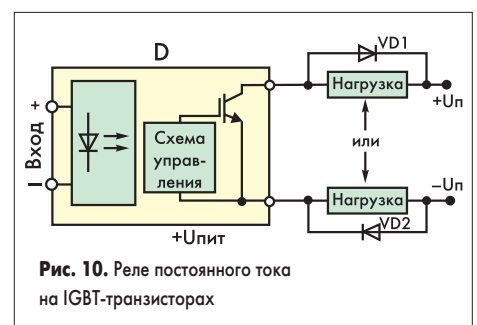 D
VD1
Нагрузка
+Uп
Вход
+
–
Схема
управ-
ления
или
Нагрузка
–Uп
VD2
+Uпит
Рис. 10. Реле постоянного тока
на IGBT-транзисторах